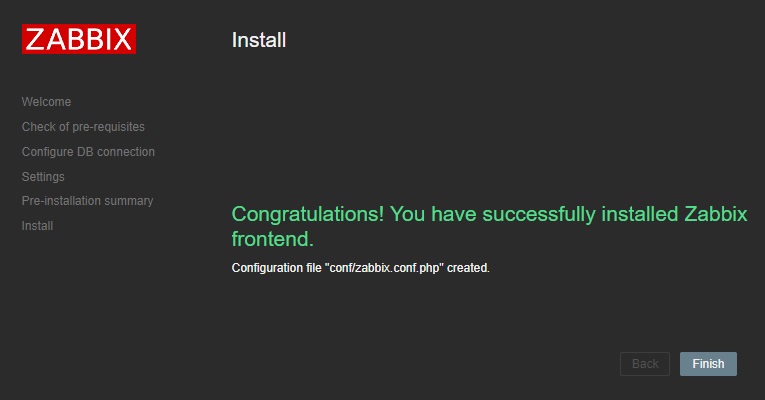 ZABBIX
Install
Welcome
Check of pre-requisites
Configure DB connection
Settings
Pre-installation summary
Install
Congratulations! You have successfully installed Zabbix
frontend.
Configuration file "conf/zabbix.conf.php" created.
Back
Finish